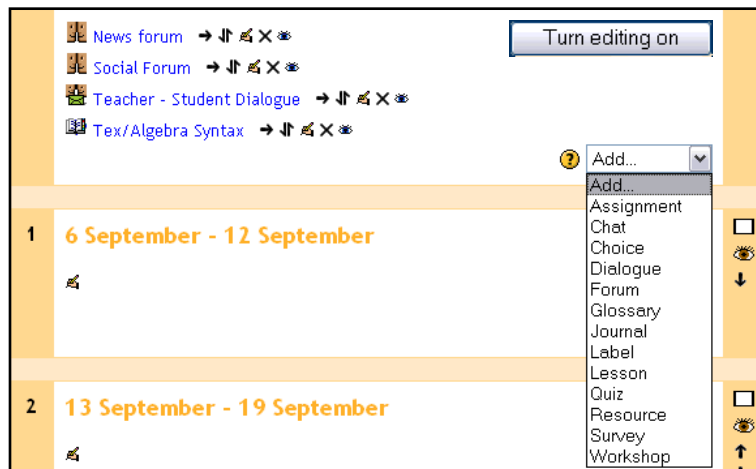 News forum
Turn editing on
Social Forum
Teacher - Student Dialogue
Tex/Algebra Syntax
? Add...
Add...
Assignment
1 6 September - 12 September
Chat
Choice
Dialogue
Forum
Glossary
Journal
Label
Lesson
Quiz
2 13 September - 19 September
Resource
Survey
Workshop